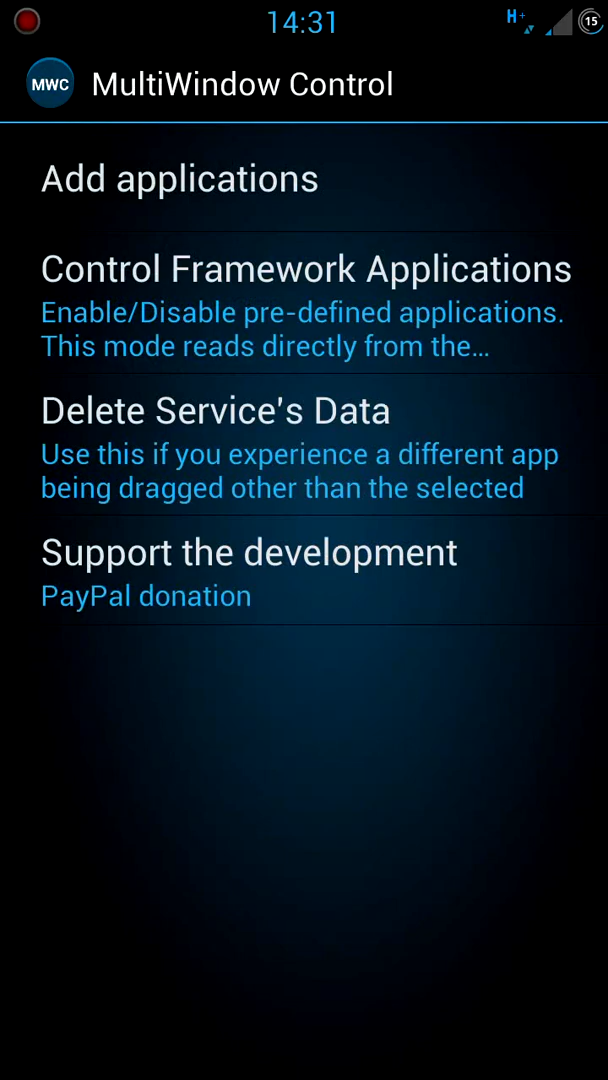 14:31
H+
15
MWC
MultiWindow Control
Add applications
Control Framework Applications
Enable/Disable pre-defined applications.
This mode reads directly from the...
Delete Service's Data
Use this if you experience a different app
being dragged other than the selected
Support the development
PayPal donation